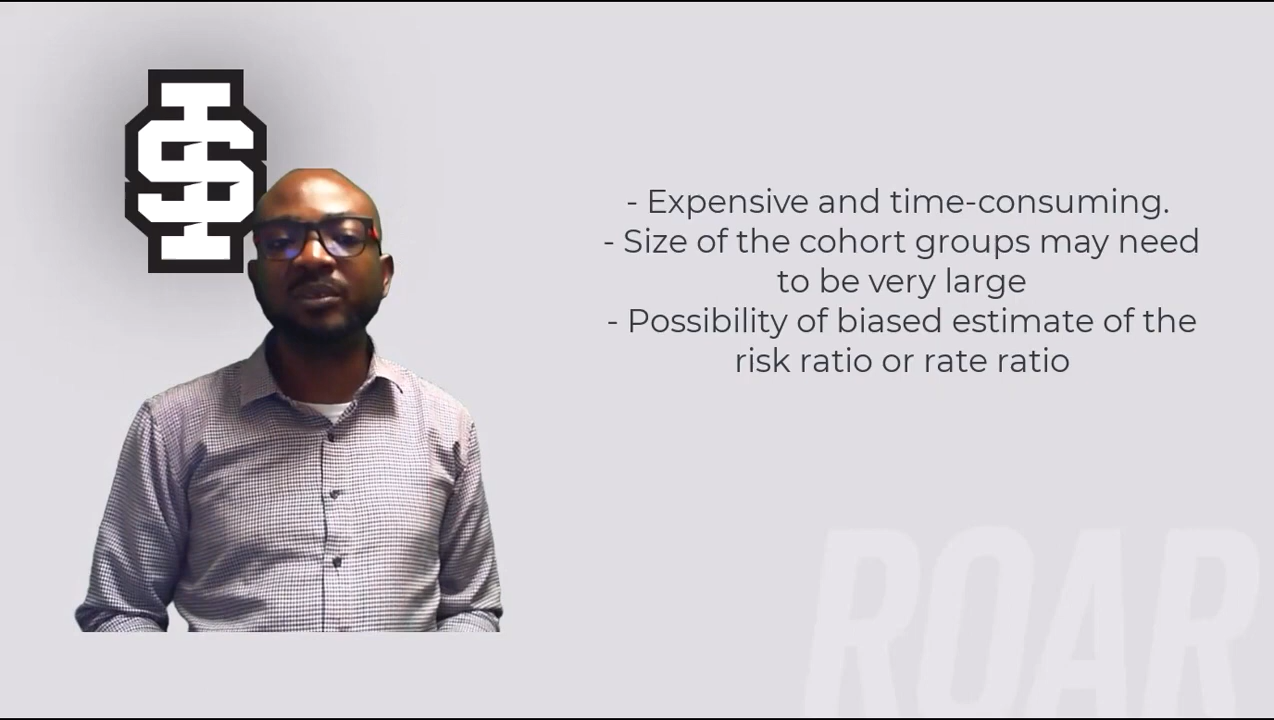 IS
- Expensive and time-consuming.
- Size of the cohort groups may need
to be very large
- Possibility of biased estimate of the
risk ratio or rate ratio
ROAR